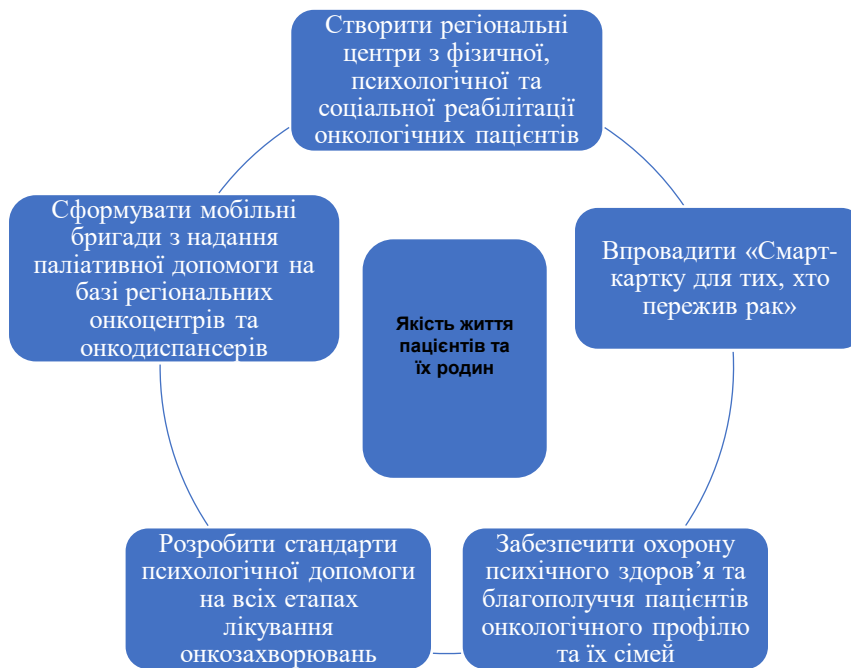 Створити регіональні
центри з фізичної,
психологічної та
соціальної реабілітації
онкологічних пацієнтів
Сформувати мобільні
бригади з надання
паліативної допомоги на
базі регіональних
онкоцентрів та
онкодиспансерів
Впровадити «Смарт-
картку для тих, хто
пережив рак»
Якість життя
пацієнтів та
їх родин
Розробити стандарти
психологічної допомоги
на всіх етапах
лікування
онкозахворювань
Забезпечити охорону
психічного здоров’я та
благополуччя пацієнтів
онкологічного профілю
та їх сімей